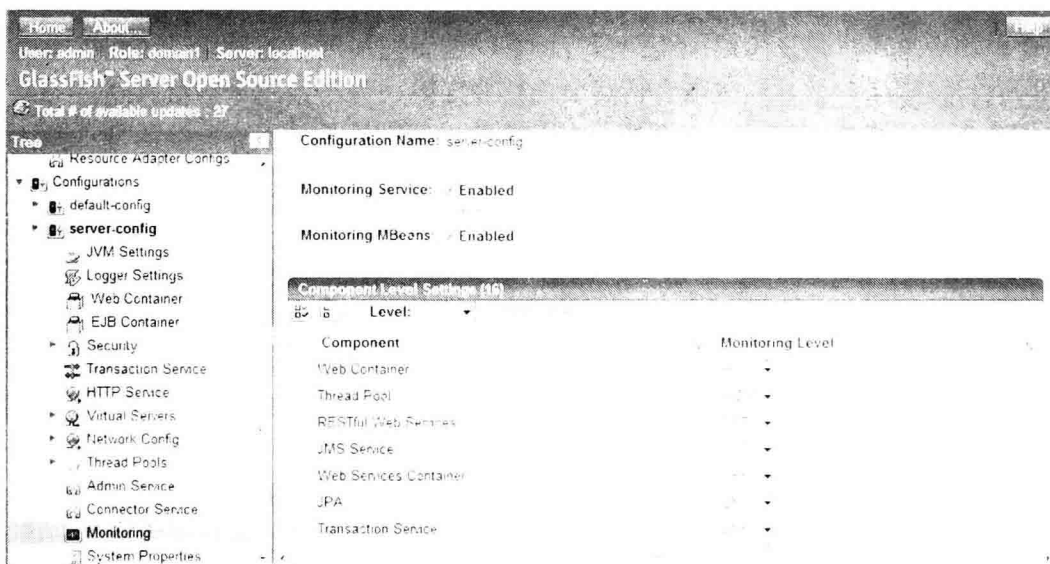 Home About...
User: admin Role: domain1 Server: localhost
GlassFish™ Server Open Source Edition
Total # of available updates : 27
Tree
Resource Adapter Configs
Configurations
default-config
server-config
JVM Settings
Logger Settings
Web Container
EJB Container
Security
Transaction Service
HTTP Service
Virtual Servers
Network Config
Thread Pools
Admin Service
Connector Service
Monitoring
System Properties
Configuration Name: server-config
Monitoring Service: Enabled
Monitoring MBeans: Enabled
Component Level Settings (16)
Level:
Component Monitoring Level
Web Container
Thread Pool
RESTful Web Services
JMS Service
Web Services Container
JPA
Transaction Service